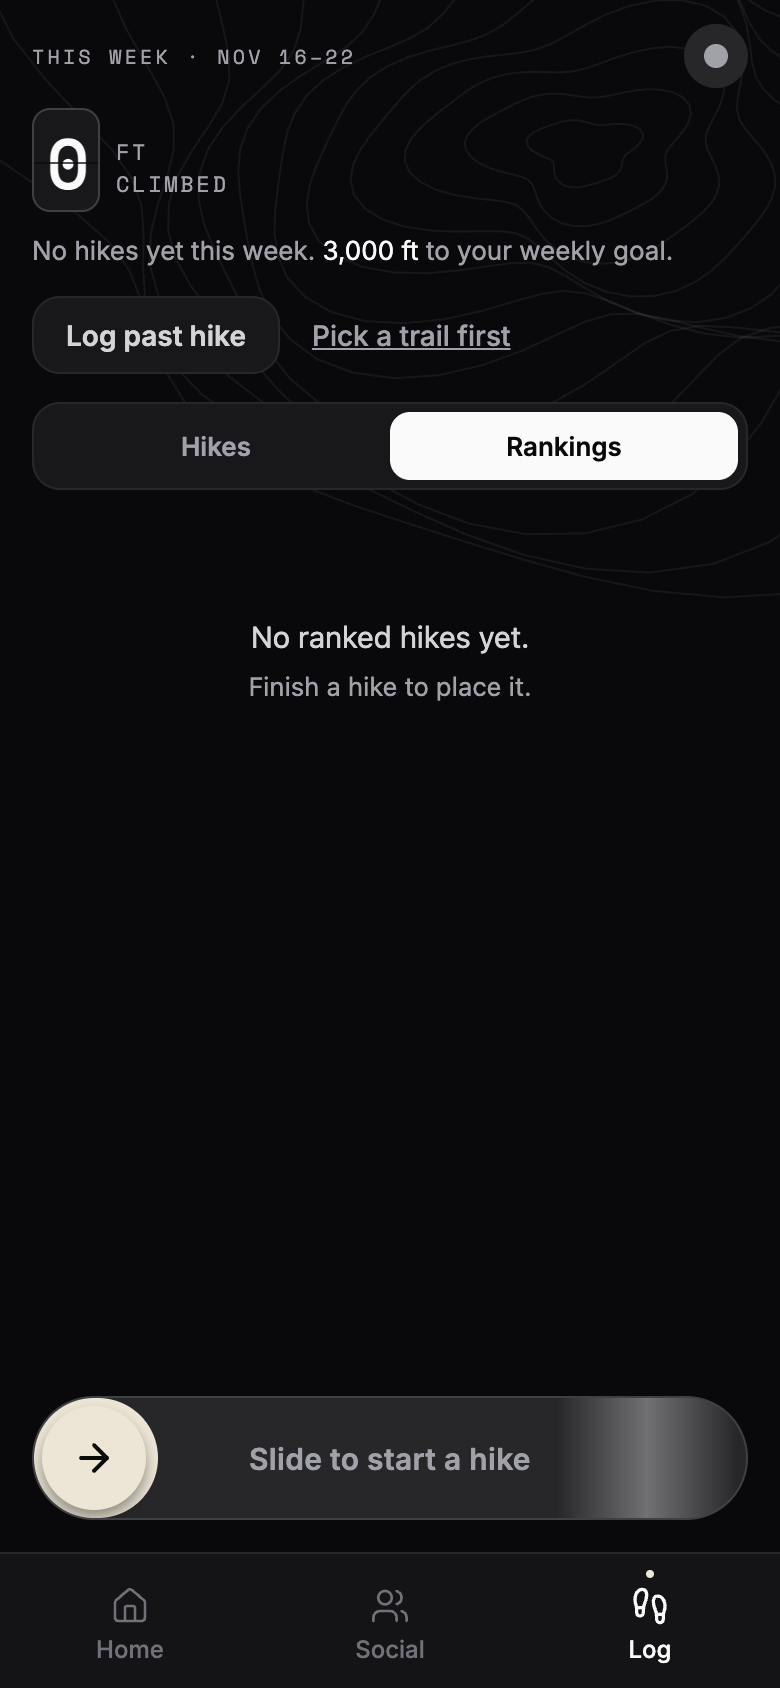 THIS WEEK · NOV 16–22
0
FT
CLIMBED
No hikes yet this week. 3,000 ft to your weekly goal.
Log past hike
Pick a trail first
Hikes
Rankings
No ranked hikes yet.
Finish a hike to place it.
Slide to start a hike
Home
Social
Log